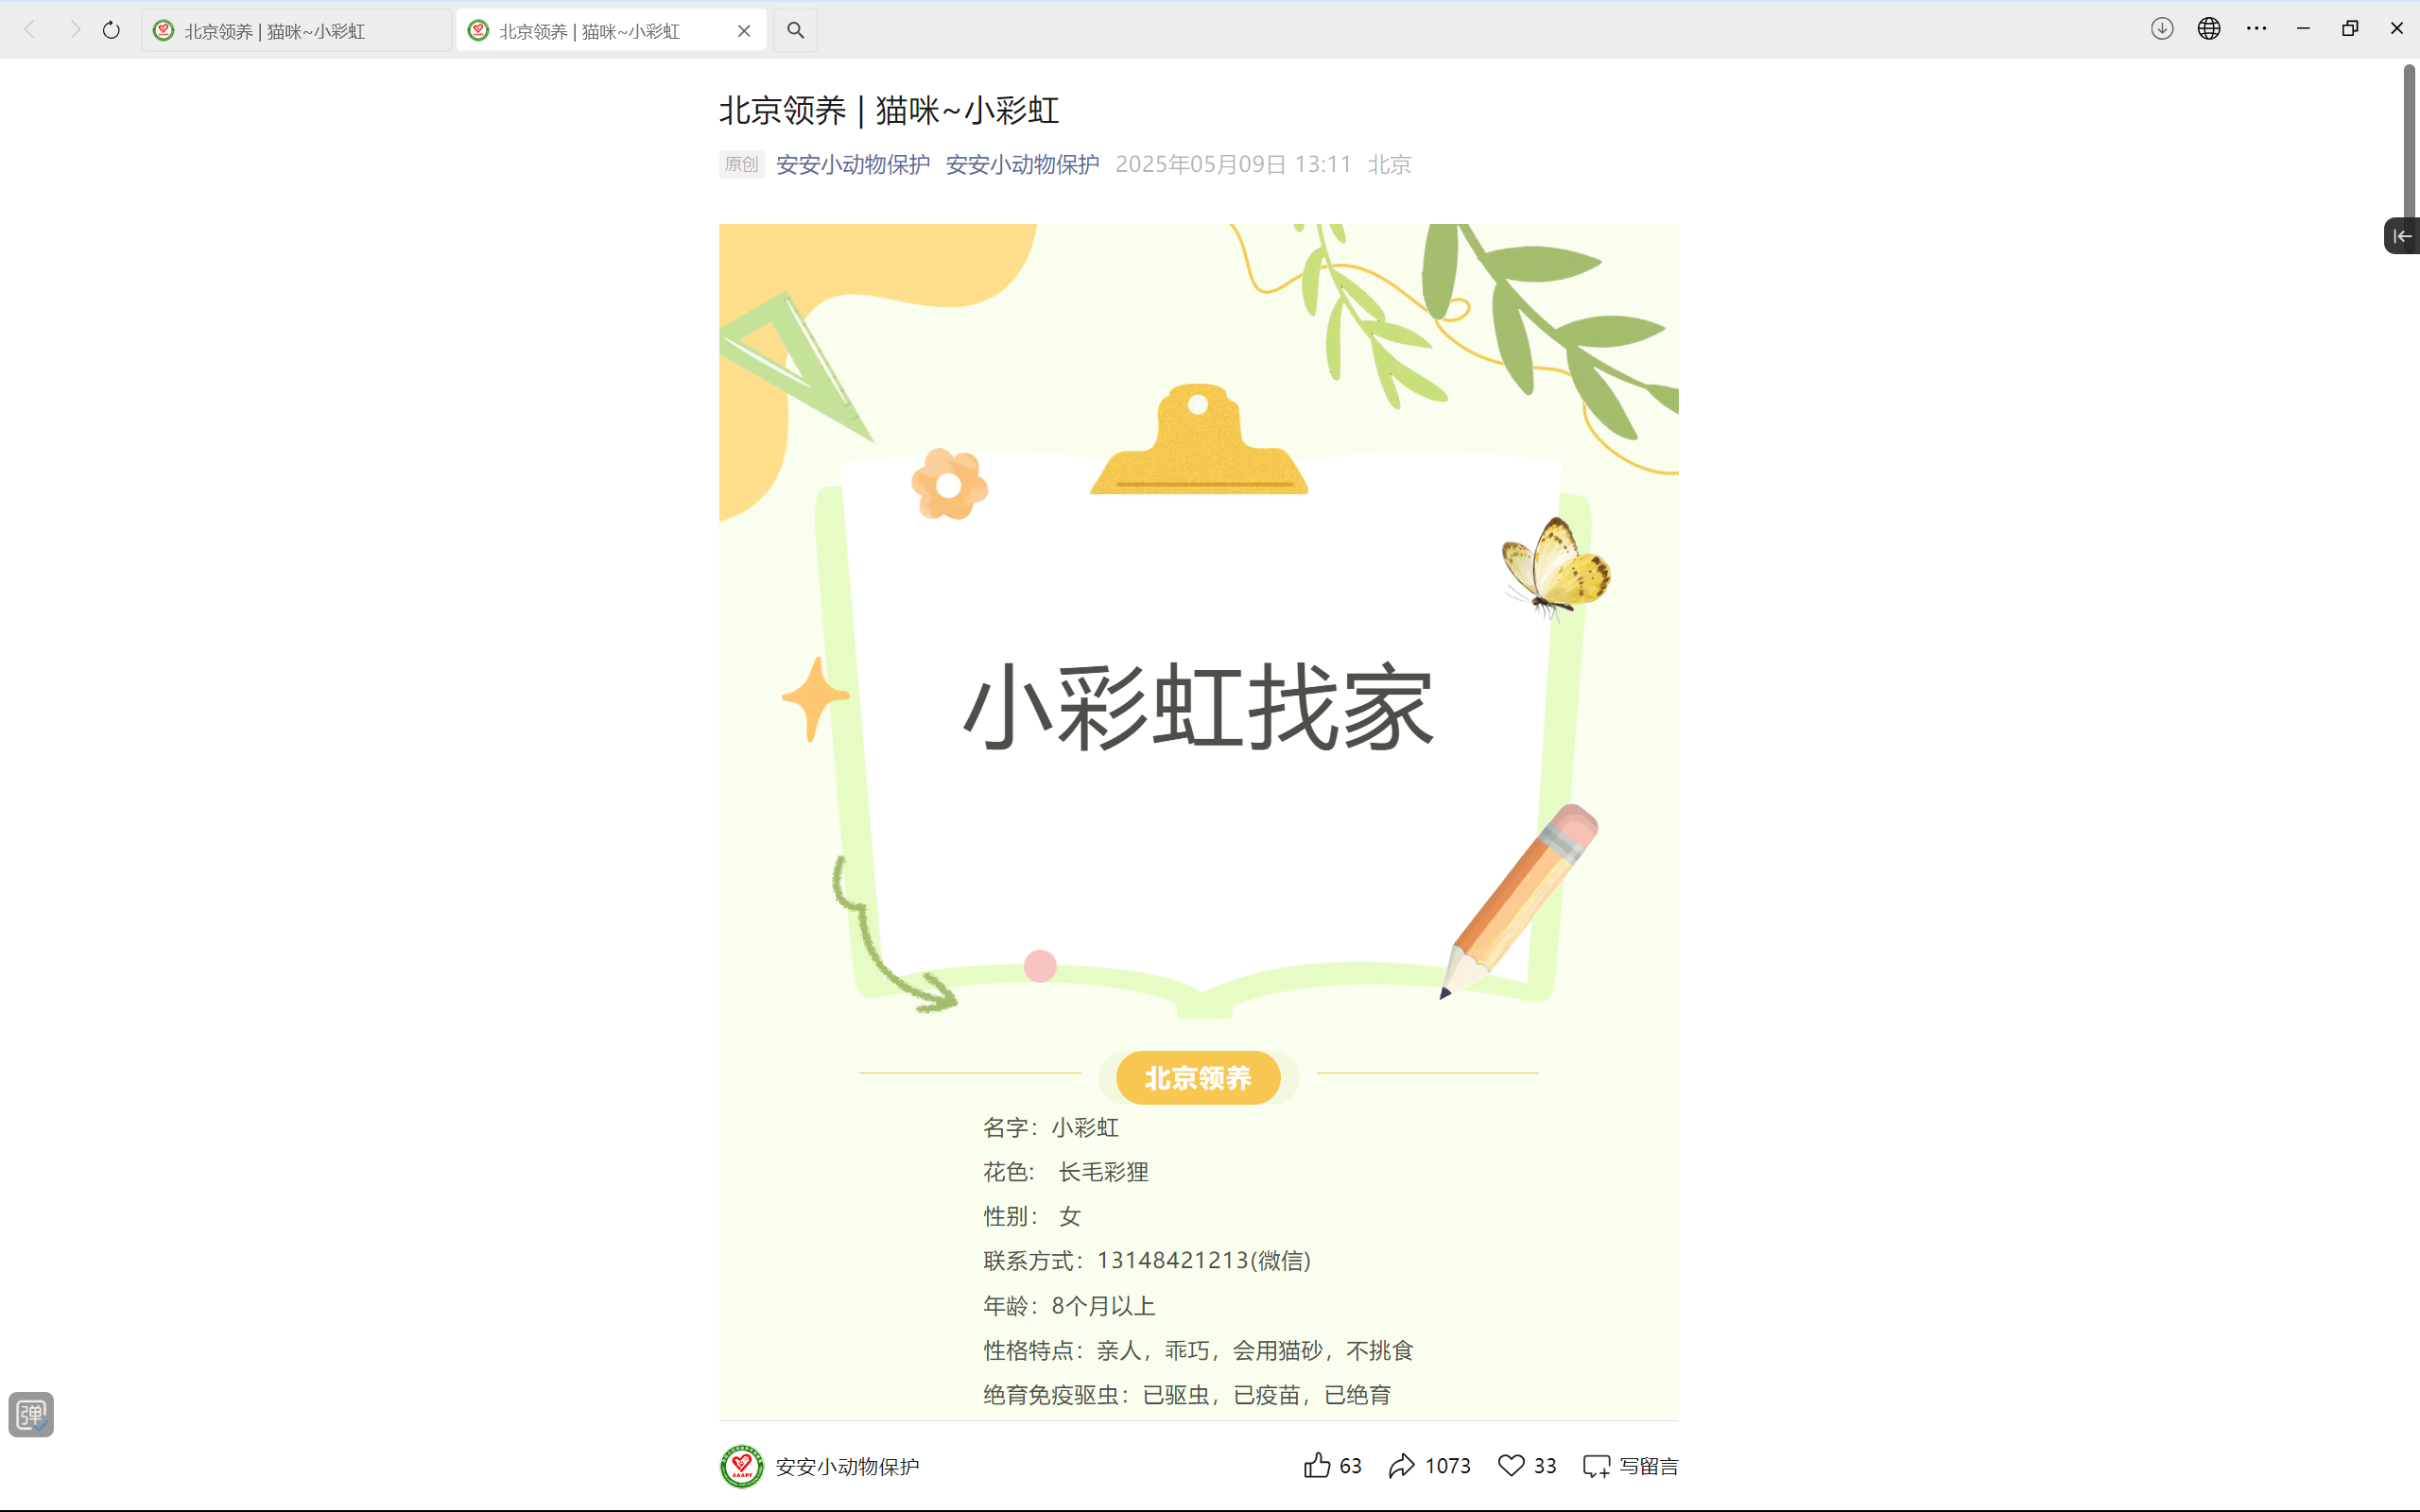 北京领养 | 猫咪~小彩虹
北京领养 | 猫咪~小彩虹
北京领养 | 猫咪~小彩虹
原创 安安小动物保护 安安小动物保护 2025年05月09日 13:11 北京
小彩虹找家
北京领养
名字：小彩虹
花色： 长毛彩狸
性别： 女
联系方式：13148421213(微信)
年龄：8个月以上
性格特点：亲人，乖巧，会用猫砂，不挑食
绝育免疫驱虫：已驱虫，已疫苗，已绝育
弹
安安小动物保护 63 1073 33 写留言